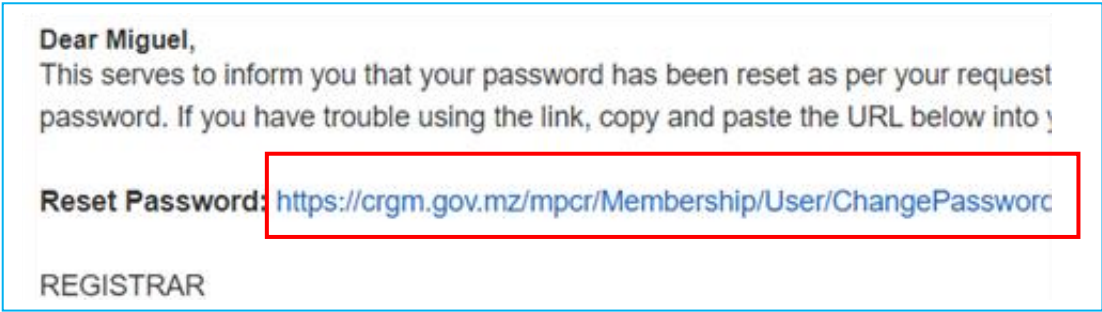 Dear Miguel,
This serves to inform you that your password has been reset as per your request
password. If you have trouble using the link, copy and paste the URL below into
Reset Password: https://crgm.gov.mz/mpcr/Membership/User/ChangePassword
REGISTRAR